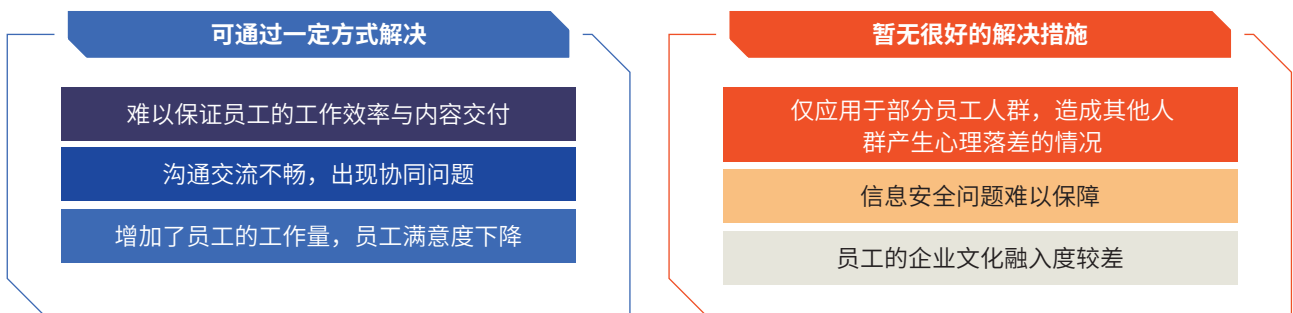 可通过一定方式解决
难以保证员工的工作效率与内容交付
沟通交流不畅，出现协同问题
增加了员工的工作量，员工满意度下降
暂无很好的解决措施
仅应用于部分员工人群，造成其他人
群产生心理落差的情况
信息安全问题难以保障
员工的企业文化融入度较差